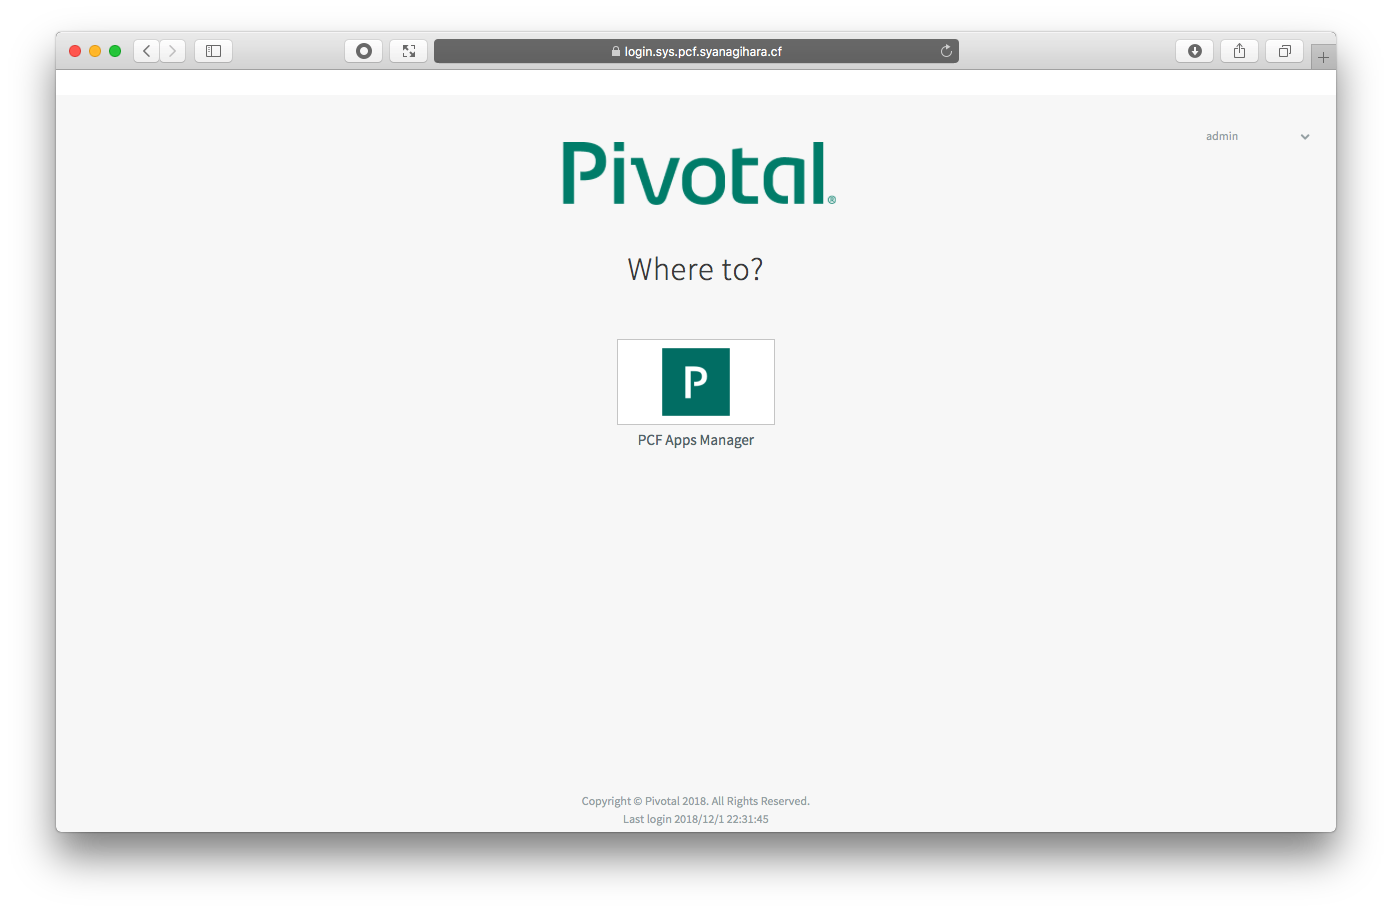 login.sys.pcf.syanagihara.cf
admin
Pivotal®
Where to?
P
PCF Apps Manager
Copyright © Pivotal 2018. All Rights Reserved.
Last login 2018/12/1 22:31:45